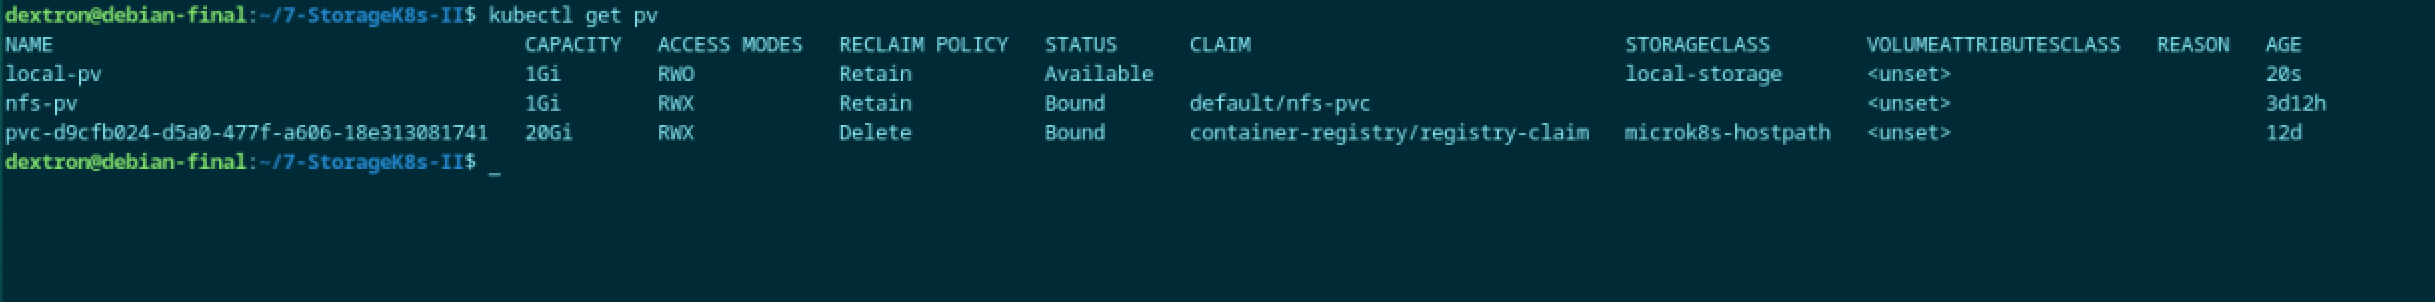 dextron@debian-final:~/7-StorageK8s-II$ kubectl get pv
NAME CAPACITY ACCESS MODES RECLAIM POLICY STATUS CLAIM STORAGECLASS VOLUMEATTRIBUTESCLASS REASON AGE
local-pv 1Gi RWO Retain Available local-storage <unset> 20s
nfs-pv 1Gi RWX Retain Bound default/nfs-pvc <unset> 3d12h
pvc-d9cfb024-d5a0-477f-a606-18e313081741 20Gi RWX Delete Bound container-registry/registry-claim microk8s-hostpath <unset> 12d
dextron@debian-final:~/7-StorageK8s-II$ _